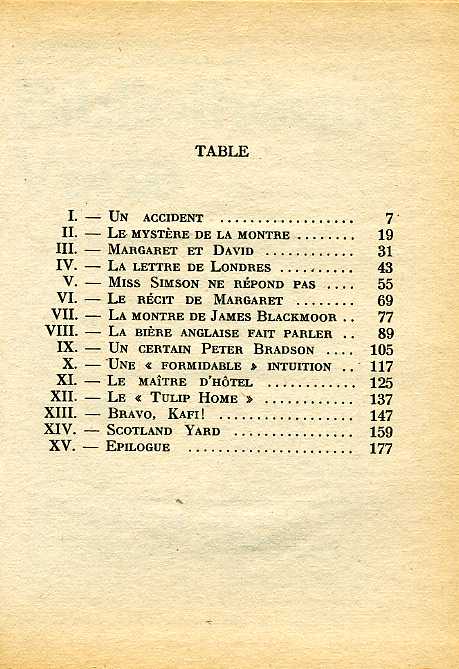 TABLE
I. — Un accident .................. 7
II. — Le mystère de la montre ........ 19
III. — Margaret et David ............ 31
IV. — La lettre de Londres .......... 43
V. — Miss Simson ne répond pas .... 55
VI. — Le récit de Margaret ......... 69
VII. — La montre de James Blackmoor .. 77
VIII. — La bière anglaise fait parler .. 89
IX. — Un certain Peter Bradson .... 105
X. — Une « formidable » intuition .. 117
XI. — Le maître d'hôtel ............. 125
XII. — Le « Tulip Home » ............ 137
XIII. — Bravo, Kafi! .................. 147
XIV. — Scotland Yard ................ 159
XV. — Epilogue ...................... 177